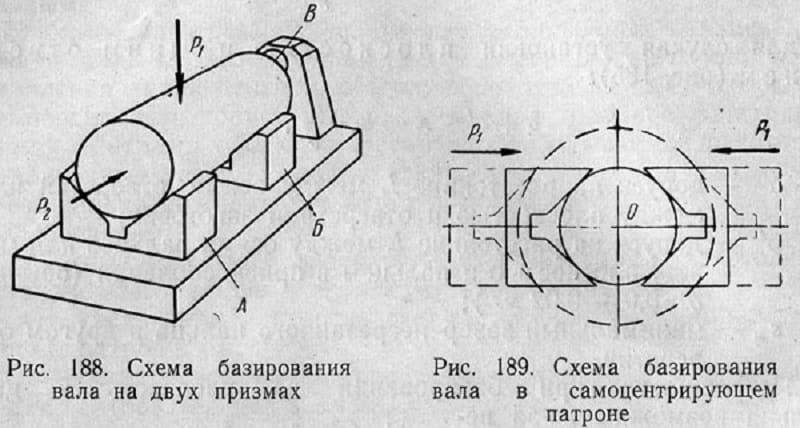 P₁
B
P₂
Б
A
P₁
P₁
O
Рис. 188. Схема базирования
вала на двух призмах
Рис. 189. Схема базирования
вала в самоцентрирующем
патроне